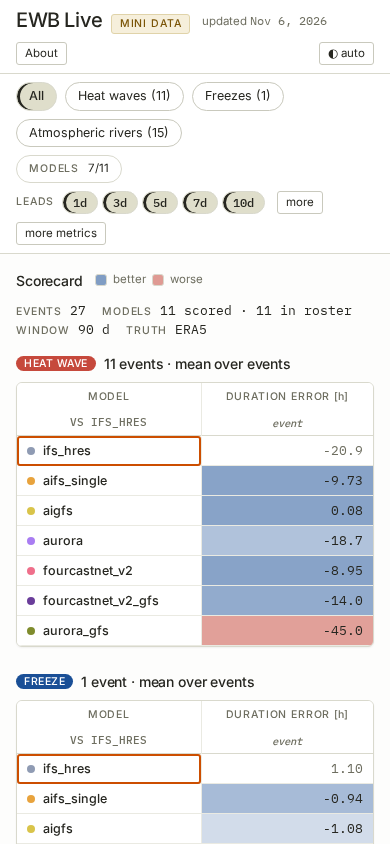 EWB Live MINI DATA updated Nov 6, 2026
About ◐ auto
All Heat waves (11) Freezes (1)
Atmospheric rivers (15)
MODELS 7/11
LEADS 1d 3d 5d 7d 10d more
more metrics
Scorecard better worse
EVENTS 27 MODELS 11 scored · 11 in roster
WINDOW 90 d TRUTH ERA5
HEAT WAVE 11 events · mean over events
MODEL DURATION ERROR [h]
VS IFS_HRES event
ifs_hres -20.9
aifs_single -9.73
aigfs 0.08
aurora -18.7
fourcastnet_v2 -8.95
fourcastnet_v2_gfs -14.0
aurora_gfs -45.0
FREEZE 1 event · mean over events
MODEL DURATION ERROR [h]
VS IFS_HRES event
ifs_hres 1.10
aifs_single -0.94
aigfs -1.08